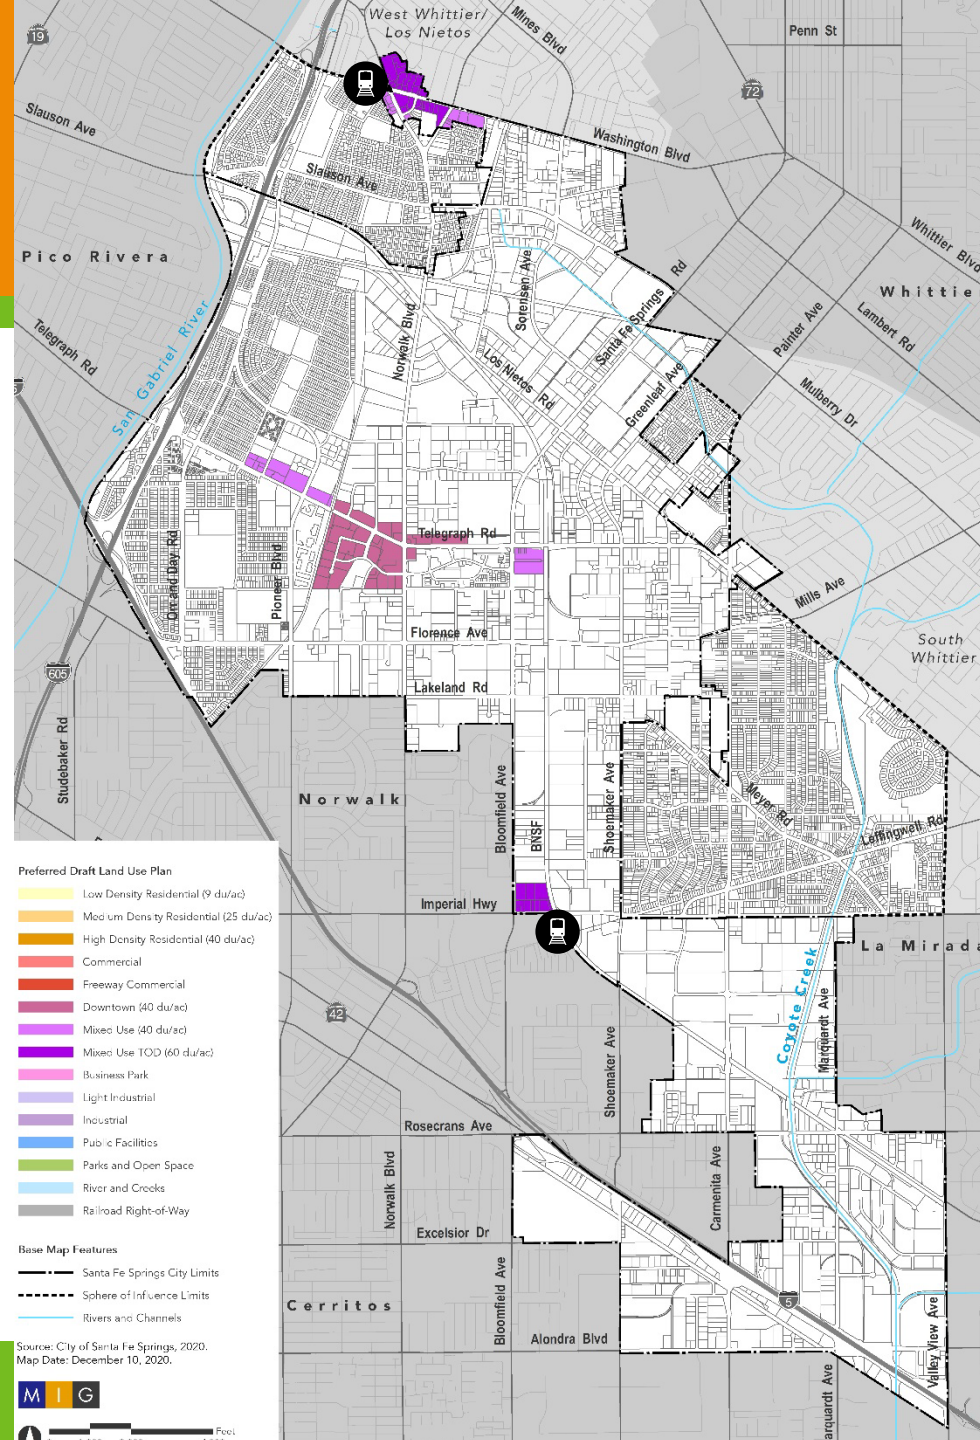 West Whittier/
Los Nietos
Mines Blvd
Penn St
19
72
Slauson Ave
Washington Blvd
Slauson Ave
Pico Rivera
Whittier Blvd
Telegraph Rd
San Gabriel River
Norwalk Blvd
Sorensen Ave
Santa Fe Springs Rd
Painter Ave
Lambert Rd
Los Nietos Rd
Greenleaf Ave
Mulberry Dr
Telegraph Rd
Orr and Day Rd
Pioneer Blvd
Mills Ave
Florence Ave
South
Whittier
605
Lakeland Rd
Studebaker Rd
Norwalk
Bloomfield Ave
BNSF
Shoemaker Ave
Meyer Rd
Leffingwell Rd
Imperial Hwy
La Mirada
Coyote Creek
Marquardt Ave
42
Shoemaker Ave
Rosecrans Ave
Norwalk Blvd
Carmenita Ave
Excelsior Dr
Bloomfield Ave
Cerritos
5
Alondra Blvd
Valley View Ave
Preferred Draft Land Use Plan
Low Density Residential (9 du/ac)
Medium Density Residential (25 du/ac)
High Density Residential (40 du/ac)
Commercial
Freeway Commercial
Downtown (40 du/ac)
Mixed Use (40 du/ac)
Mixed Use TOD (60 du/ac)
Business Park
Light Industrial
Industrial
Public Facilities
Parks and Open Space
River and Creeks
Railroad Right-of-Way
Base Map Features
Santa Fe Springs City Limits
Sphere of Influence Limits
Rivers and Channels
Source: City of Santa Fe Springs, 2020.
Map Date: December 10, 2020.
MIG
Feet